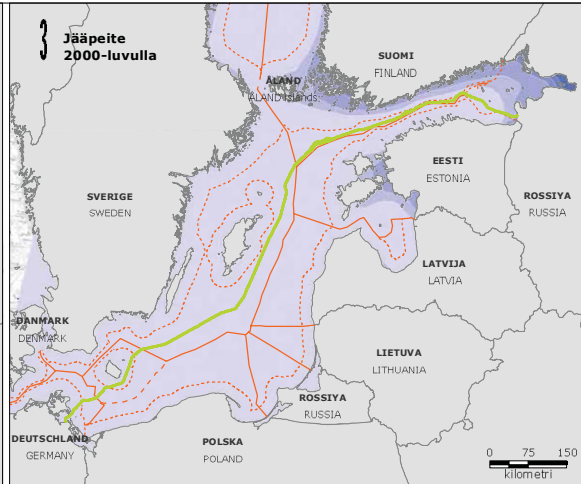 3 Jääpeite
2000-luvulla
SUOMI
FINLAND
ÅLAND
ÅLAND Islands
EESTI
ESTONIA
ROSSIYA
RUSSIA
SVERIGE
SWEDEN
LATVIJA
LATVIA
DANMARK
DENMARK
LIETUVA
LITHUANIA
ROSSIYA
RUSSIA
DEUTSCHLAND
GERMANY
POLSKA
POLAND
0 75 150
kilometri